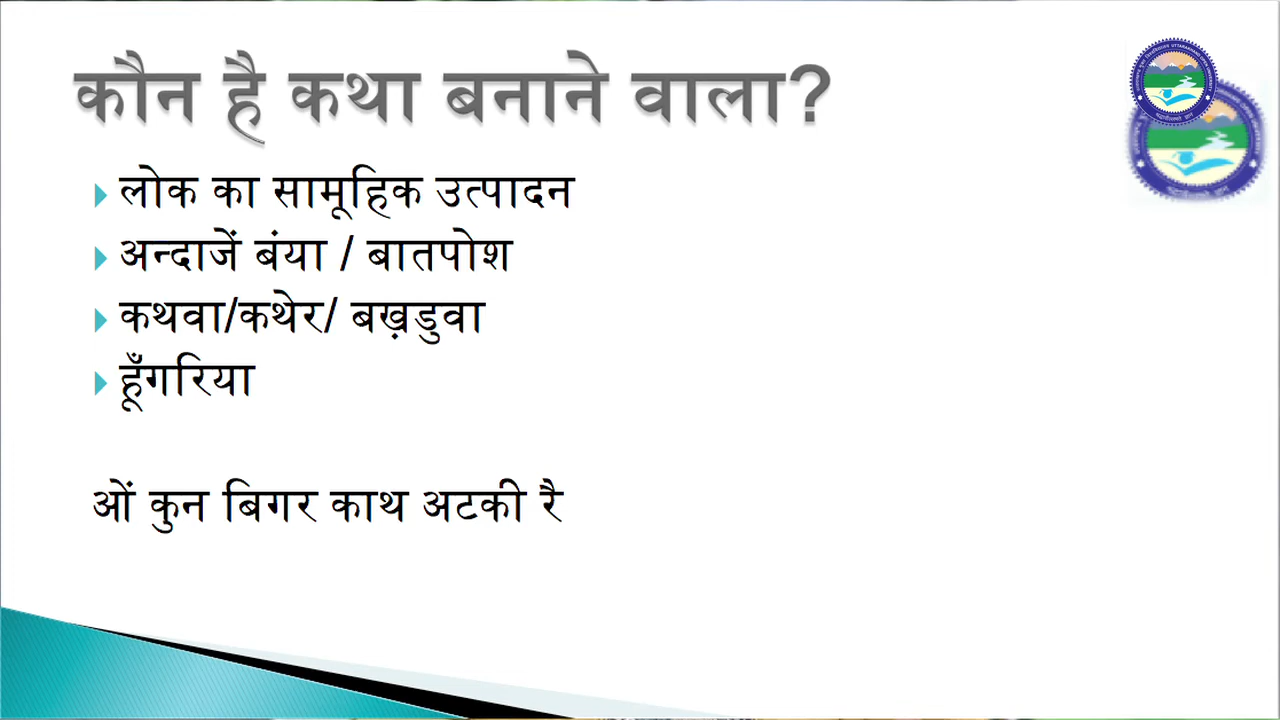 कौन है कथा बनाने वाला?
लोक का सामूहिक उत्पादन
अन्दाजें बंया / बातपोश
कथवा/कथेर/ बख़डुवा
हूँगरिया
ओं कुन बिगर काथ अटकी रै